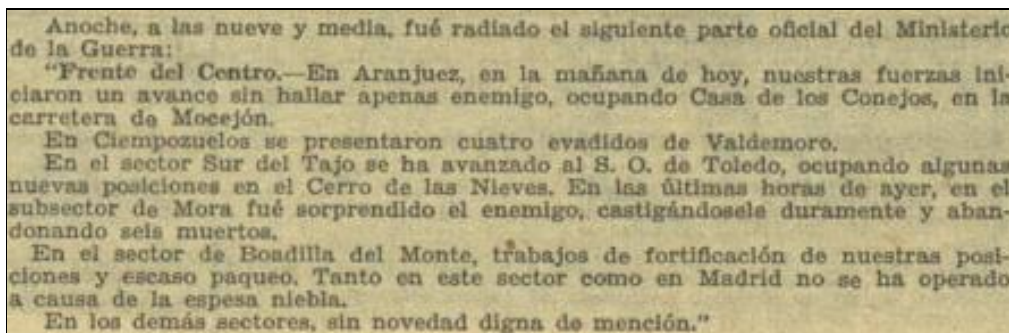 Anoche, a las nueve y media, fué radiado el siguiente parte oficial del Ministerio
de la Guerra:
"Frente del Centro.—En Aranjuez, en la mañana de hoy, nuestras fuerzas ini-
ciaron un avance sin hallar apenas enemigo, ocupando Casa de los Conejos, en la
carretera de Mocejón.
En Ciempozuelos se presentaron cuatro evadidos de Valdemoro.
En el sector Sur del Tajo se ha avanzado al S. O. de Toledo, ocupando algunas
nuevas posiciones en el Cerro de las Nieves. En las últimas horas de ayer, en el
subsector de Mora fué sorprendido el enemigo, castigándosele duramente y aban-
donando seis muertos.
En el sector de Boadilla del Monte, trabajos de fortificación de nuestras posi-
ciones y escaso paqueo. Tanto en este sector como en Madrid no se ha operado
a causa de la espesa niebla.
En los demás sectores, sin novedad digna de mención."